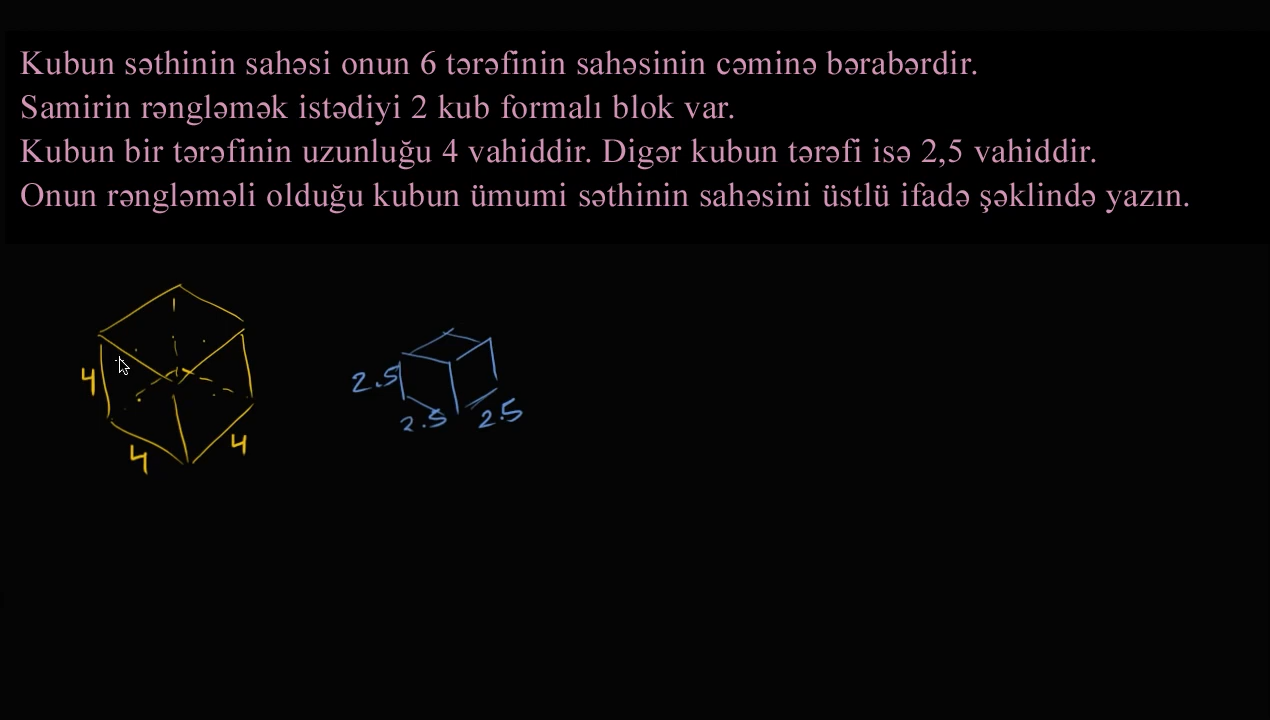 Kubun səthinin sahəsi onun 6 tərəfinin sahəsinin cəminə bərabərdir.
Samirin rəngləmək istədiyi 2 kub formalı blok var.
Kubun bir tərəfinin uzunluğu 4 vahiddir. Digər kubun tərəfi isə 2,5 vahiddir.
Onun rəngləməli olduğu kubun ümumi səthinin sahəsini üstlü ifadə şəklində yazın.
4
4
4
2.5
2.5
2.5